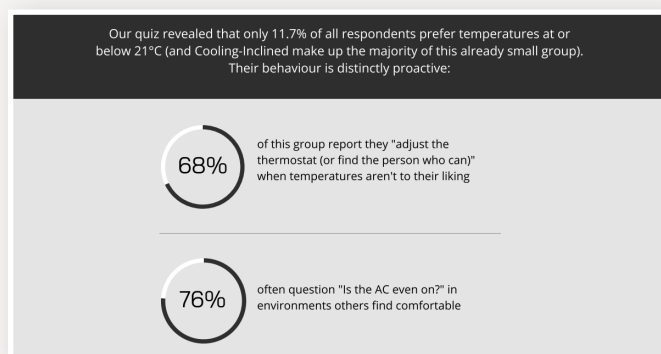 Our quiz revealed that only 11.7% of all respondents prefer temperatures at or
below 21°C (and Cooling-Inclined make up the majority of this already small group).
Their behaviour is distinctly proactive:
68%
of this group report they "adjust the
thermostat (or find the person who can)"
when temperatures aren't to their liking
76%
often question "Is the AC even on?" in
environments others find comfortable